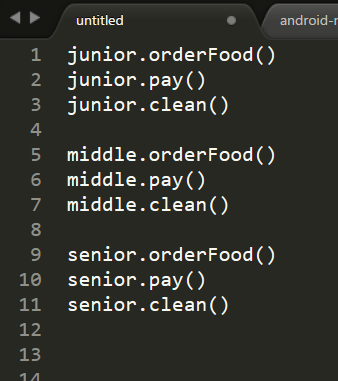 untitled
android-r
1 junior.orderFood()
2 junior.pay()
3 junior.clean()
4
5 middle.orderFood()
6 middle.pay()
7 middle.clean()
8
9 senior.orderFood()
10 senior.pay()
11 senior.clean()
12
13
14